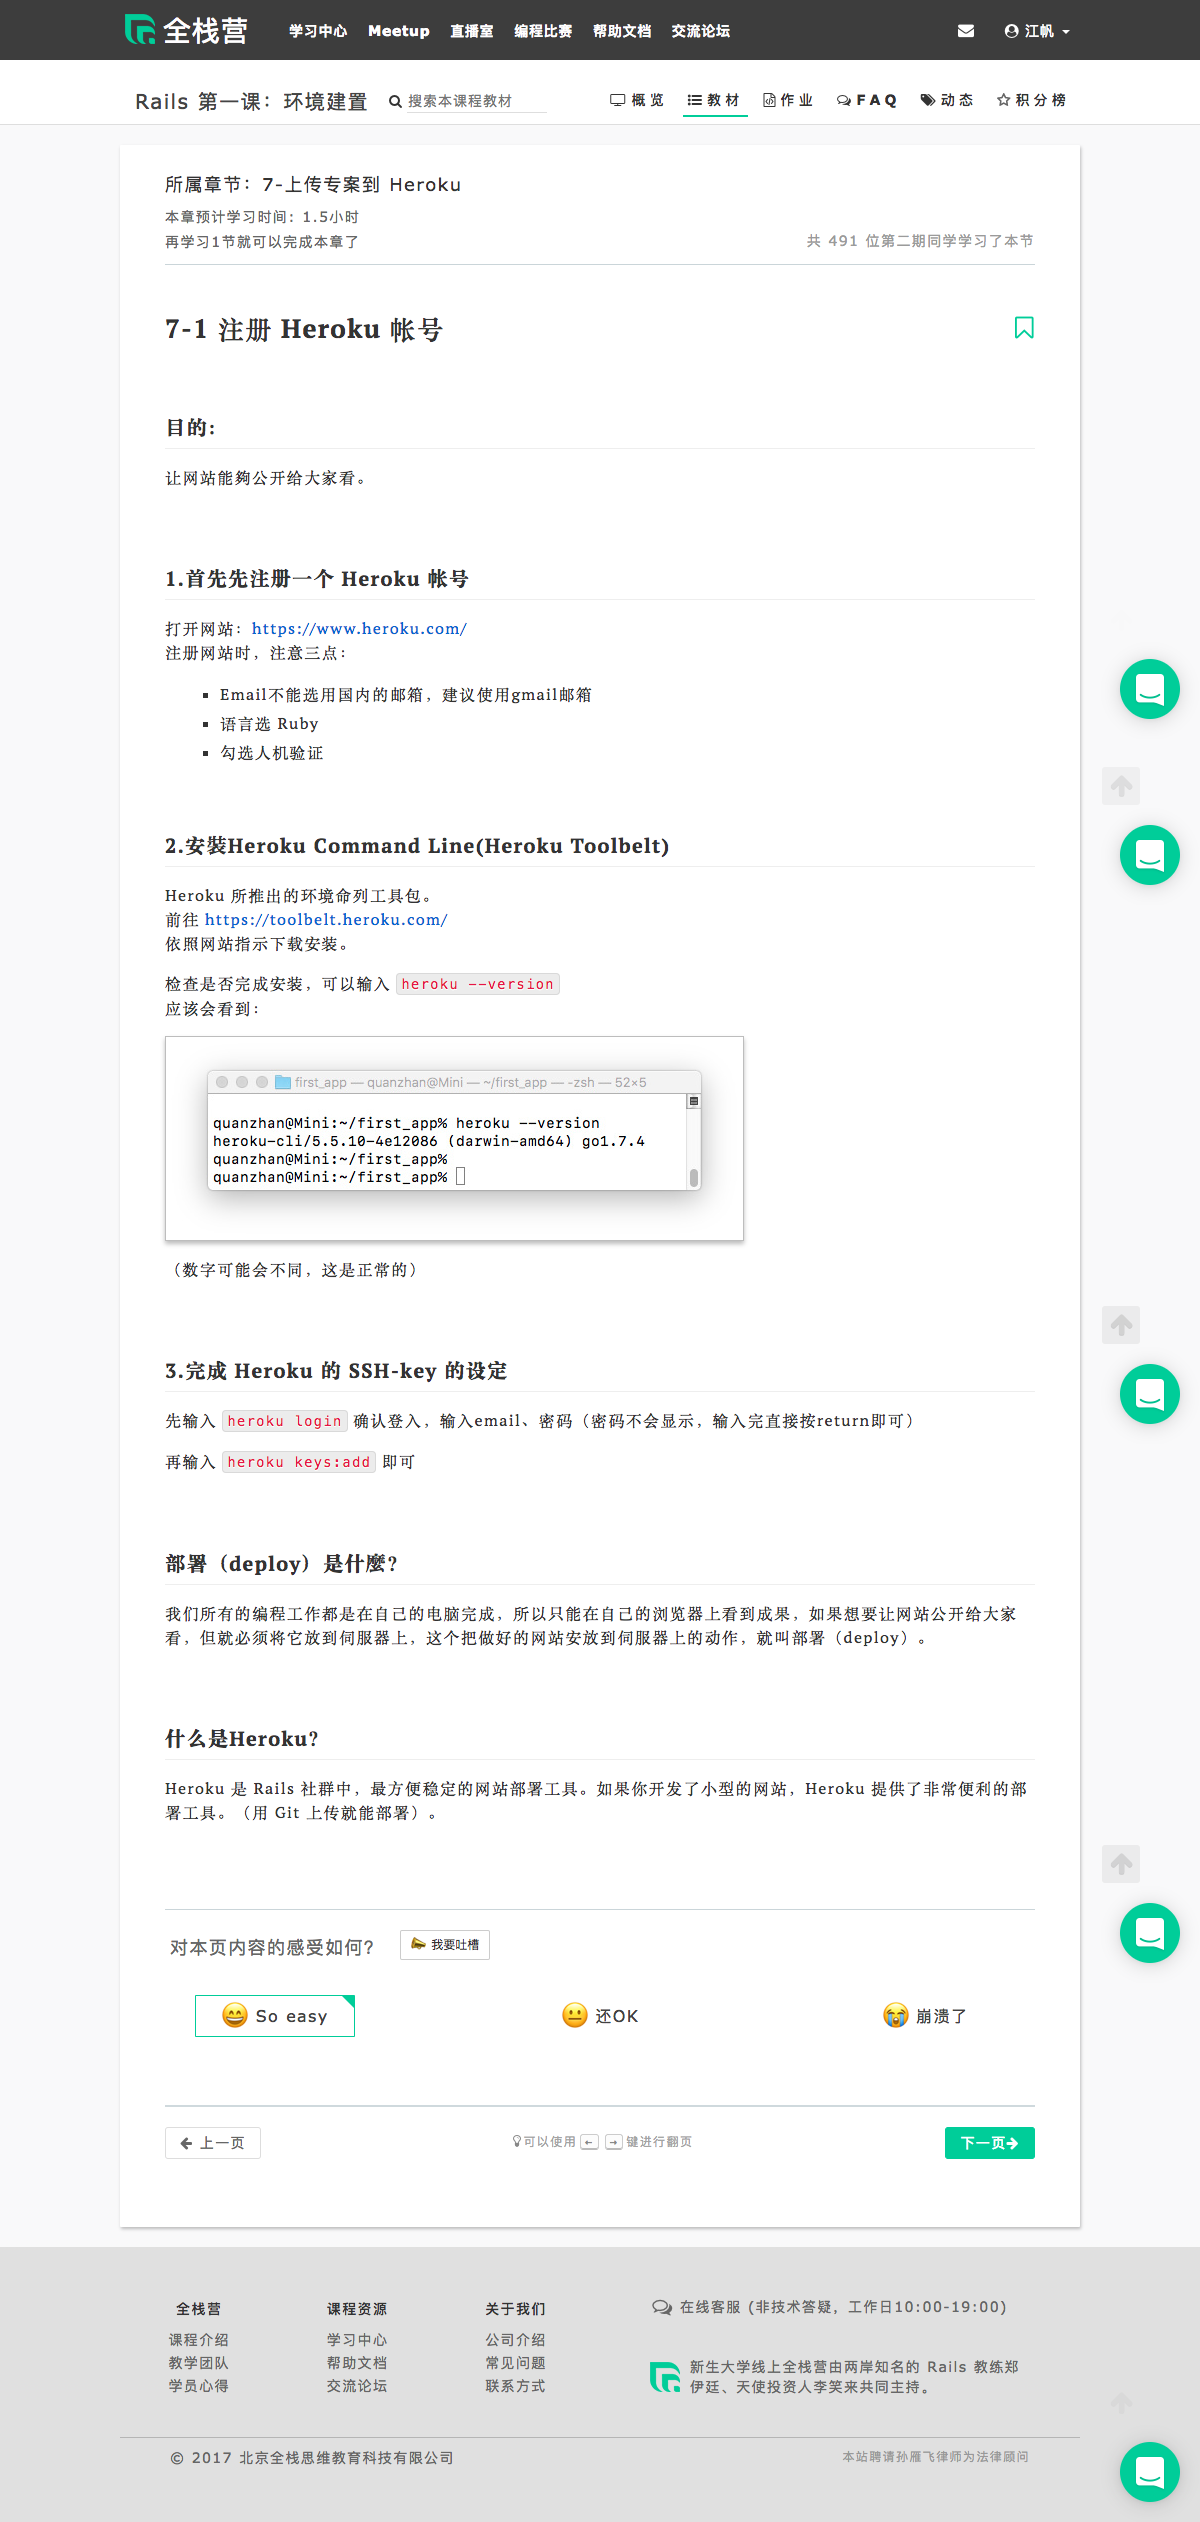 全栈营 学习中心 Meetup 直播室 编程比赛 帮助文档 交流论坛 江帆
Rails 第一课：环境建置 搜索本课程教材 概览 教材 作业 FAQ 动态 积分榜
所属章节：7-上传专案到 Heroku
本章预计学习时间：1.5小时
再学习1节就可以完成本章了 共 491 位第二期同学学习了本节
7-1 注册 Heroku 帐号
目的：
让网站能夠公开给大家看。
1.首先先注册一个 Heroku 帐号
打开网站：https://www.heroku.com/
注册网站时，注意三点：
▪ Email不能选用国内的邮箱，建议使用gmail邮箱
▪ 语言选 Ruby
▪ 勾选人机验证
2.安装Heroku Command Line(Heroku Toolbelt)
Heroku 所推出的环境命列工具包。
前往 https://toolbelt.heroku.com/
依照网站指示下载安装。
检查是否完成安装，可以输入 heroku --version
应该会看到：
first_app — quanzhan@Mini — ~/first_app — -zsh — 52×5
quanzhan@Mini:~/first_app% heroku --version
heroku-cli/5.5.10-4e12086 (darwin-amd64) go1.7.4
quanzhan@Mini:~/first_app%
quanzhan@Mini:~/first_app%
（数字可能会不同，这是正常的）
3.完成 Heroku 的 SSH-key 的设定
先输入 heroku login 确认登入，输入email、密码（密码不会显示，输入完直接按return即可）
再输入 heroku keys:add 即可
部署（deploy）是什麼？
我们所有的编程工作都是在自己的电脑完成，所以只能在自己的浏览器上看到成果，如果想要让网站公开给大家
看，但就必须将它放到伺服器上，这个把做好的网站安放到伺服器上的动作，就叫部署（deploy）。
什么是Heroku？
Heroku 是 Rails 社群中，最方便稳定的网站部署工具。如果你开发了小型的网站，Heroku 提供了非常便利的部
署工具。（用 Git 上传就能部署）。
对本页内容的感受如何？ 我要吐槽
So easy 还OK 崩溃了
上一页 可以使用 ← → 键进行翻页 下一页
全栈营 课程资源 关于我们 在线客服 (非技术答疑，工作日10:00-19:00)
课程介绍 学习中心 公司介绍
教学团队 帮助文档 常见问题 新生大学线上全栈营由两岸知名的 Rails 教练郑
学员心得 交流论坛 联系方式 伊廷、天使投资人李笑来共同主持。
© 2017 北京全栈思维教育科技有限公司 本站聘请孙雁飞律师为法律顾问